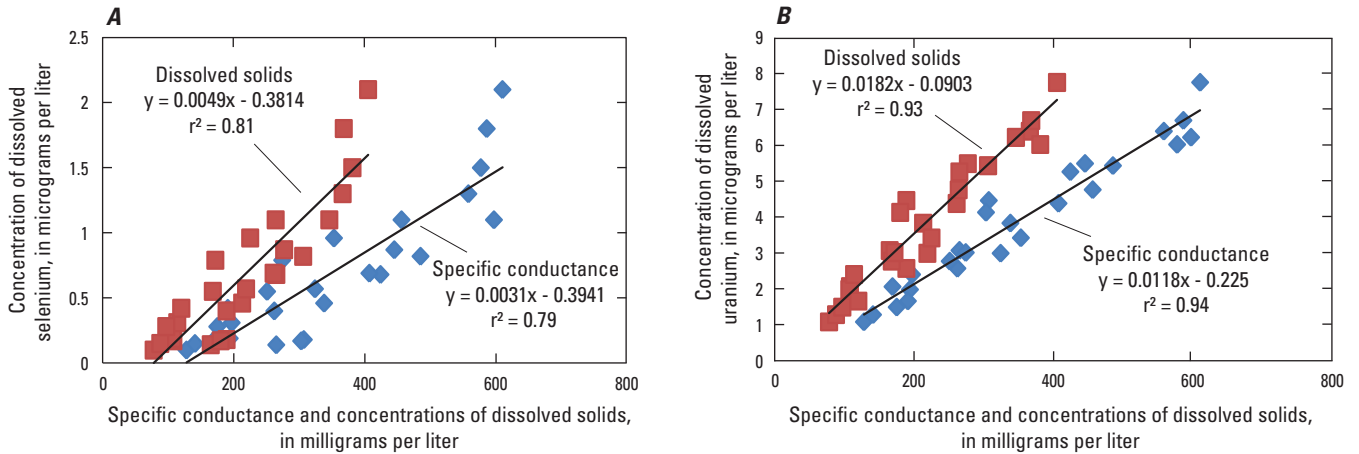 A
Concentration of dissolved
selenium, in micrograms per liter
2.5
2
1.5
1
0.5
0
0
200
400
600
800
Dissolved solids
y = 0.0049x - 0.3814
r² = 0.81
Specific conductance
y = 0.0031x - 0.3941
r² = 0.79
Specific conductance and concentrations of dissolved solids,
in milligrams per liter
B
Concentration of dissolved
uranium, in micrograms per liter
9
8
7
6
5
4
3
2
1
0
0
200
400
600
800
Dissolved solids
y = 0.0182x - 0.0903
r² = 0.93
Specific conductance
y = 0.0118x - 0.225
r² = 0.94
Specific conductance and concentrations of dissolved solids,
in milligrams per liter